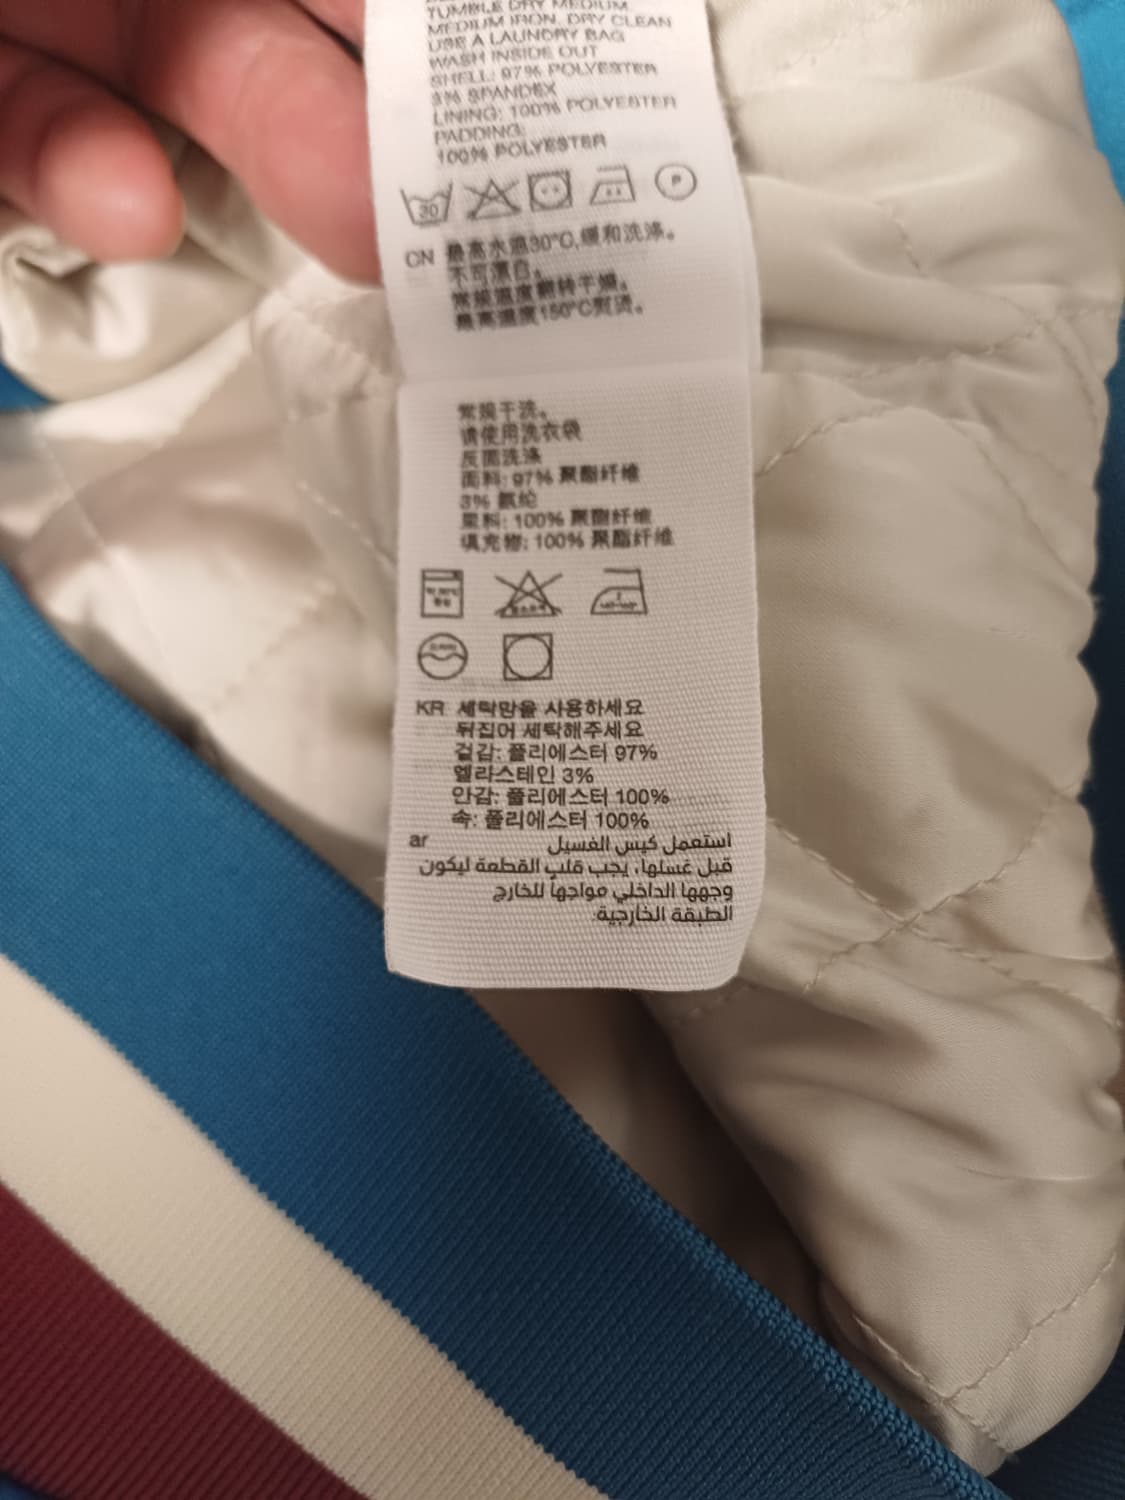 TUMBLE DRY MEDIUM.
MEDIUM IRON. DRY CLEAN
USE A LAUNDRY BAG
WASH INSIDE OUT
SHELL: 97% POLYESTER
3% SPANDEX
LINING: 100% POLYESTER
PADDING:
100% POLYESTER
30 P
CN 最高水温30°C,缓和洗涤。
不可漂白。
常规温度翻转干燥。
最高温度150°C熨烫。
常规干洗。
请使用洗衣袋
反面洗涤
面料: 97% 聚酯纤维
3% 氨纶
里料: 100% 聚酯纤维
填充物: 100% 聚酯纤维
KR 세탁망을 사용하세요
뒤집어 세탁해주세요
겉감: 폴리에스터 97%
엘라스테인 3%
안감: 폴리에스터 100%
속: 폴리에스터 100%
ar استعمل كيس الغسيل
قبل غسلها، يجب قلب القطعة ليكون
وجهها الداخلي مواجهاً للخارج
الطبقة الخارجية: